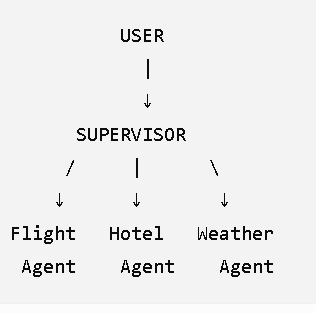 USER
|
↓
SUPERVISOR
/ | \
↓ ↓ ↓
Flight Hotel Weather
Agent Agent Agent